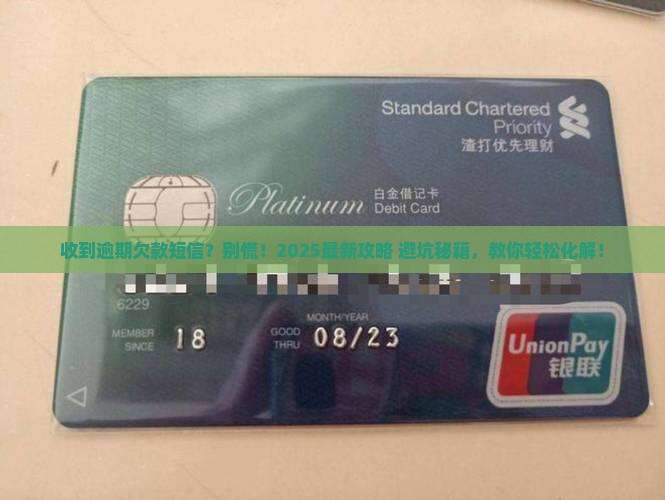 Standard Chartered
Priority
渣打优先理财
Platinum 白金借记卡
Debit Card
收到逾期欠款短信？别慌！2025最新攻略 避坑秘籍，教你轻松化解！
6229
MONTH/YEAR
MEMBER SINCE 18 GOOD THRU 08/23
UnionPay
银联